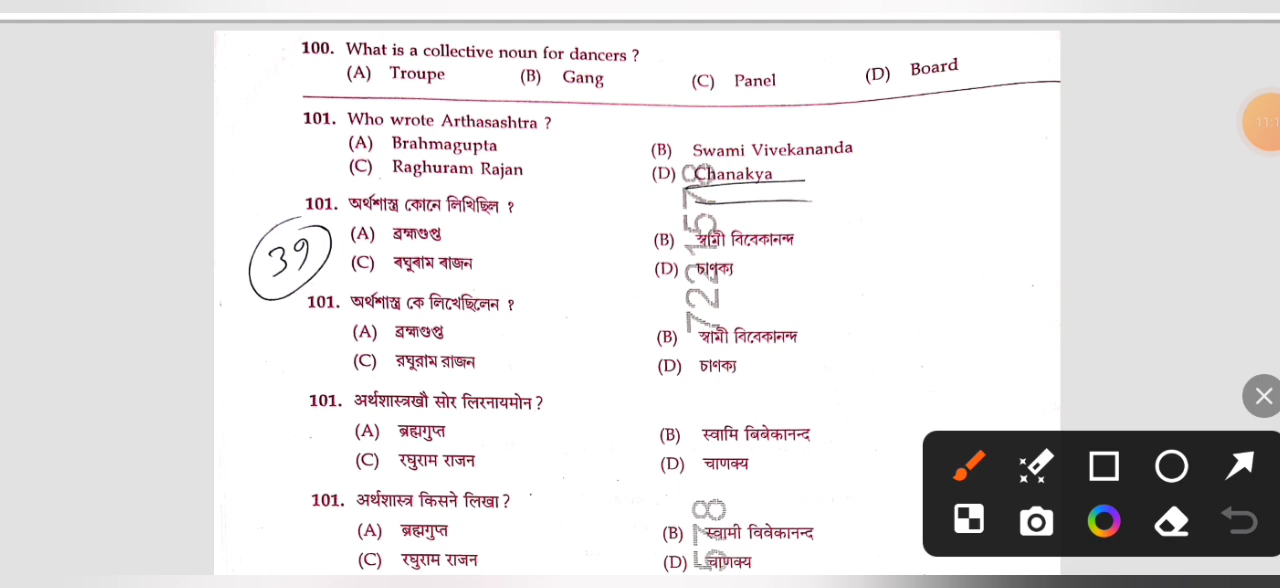 100. What is a collective noun for dancers ?
(A) Troupe (B) Gang (C) Panel (D) Board
101. Who wrote Arthasashtra ?
(A) Brahmagupta (B) Swami Vivekananda
(C) Raghuram Rajan (D) Chanakya
101. অৰ্থশাস্ত্ৰ কোনে লিখিছিল ?
(A) ব্ৰহ্মগুপ্ত (B) স্বামী বিবেকানন্দ
(C) ৰঘুৰাম ৰাজন (D) চাণক্য
39
101. অর্থশাস্ত্র কে লিখেছিলেন ?
(A) ব্রহ্মগুপ্ত (B) স্বামী বিবেকানন্দ
(C) রঘুরাম রাজন (D) চাণক্য
101. अर्थशास्त्रखौ सोर लिरनायमोन ?
(A) ब्रह्मगुप्त (B) स्वामि बिबेकानन्द
(C) रघुराम राजन (D) चाणक्य
101. अर्थशास्त्र किसने लिखा ?
(A) ब्रह्मगुप्त (B) स्वामी विवेकानन्द
(C) रघुराम राजन (D) चाणक्य
7221578
578